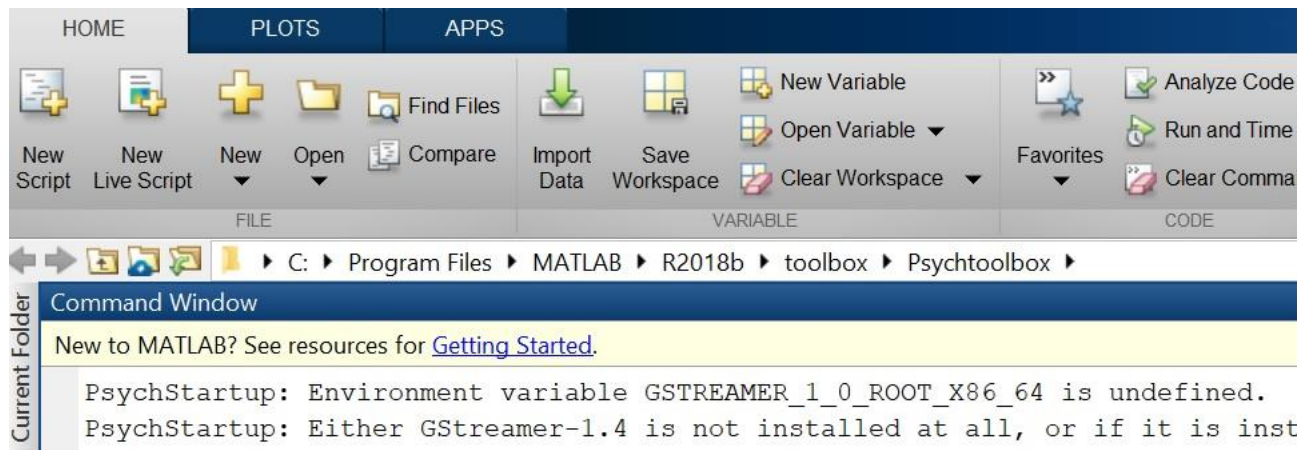 HOME PLOTS APPS
New Script
New Live Script
New
Open
Find Files
Compare
FILE
Import Data
Save Workspace
New Variable
Open Variable
Clear Workspace
VARIABLE
Favorites
Analyze Code
Run and Time
Clear Comma
CODE
C: Program Files MATLAB R2018b toolbox Psychtoolbox
Current Folder
Command Window
New to MATLAB? See resources for Getting Started.
PsychStartup: Environment variable GSTREAMER_1_0_ROOT_X86_64 is undefined.
PsychStartup: Either GStreamer-1.4 is not installed at all, or if it is inst